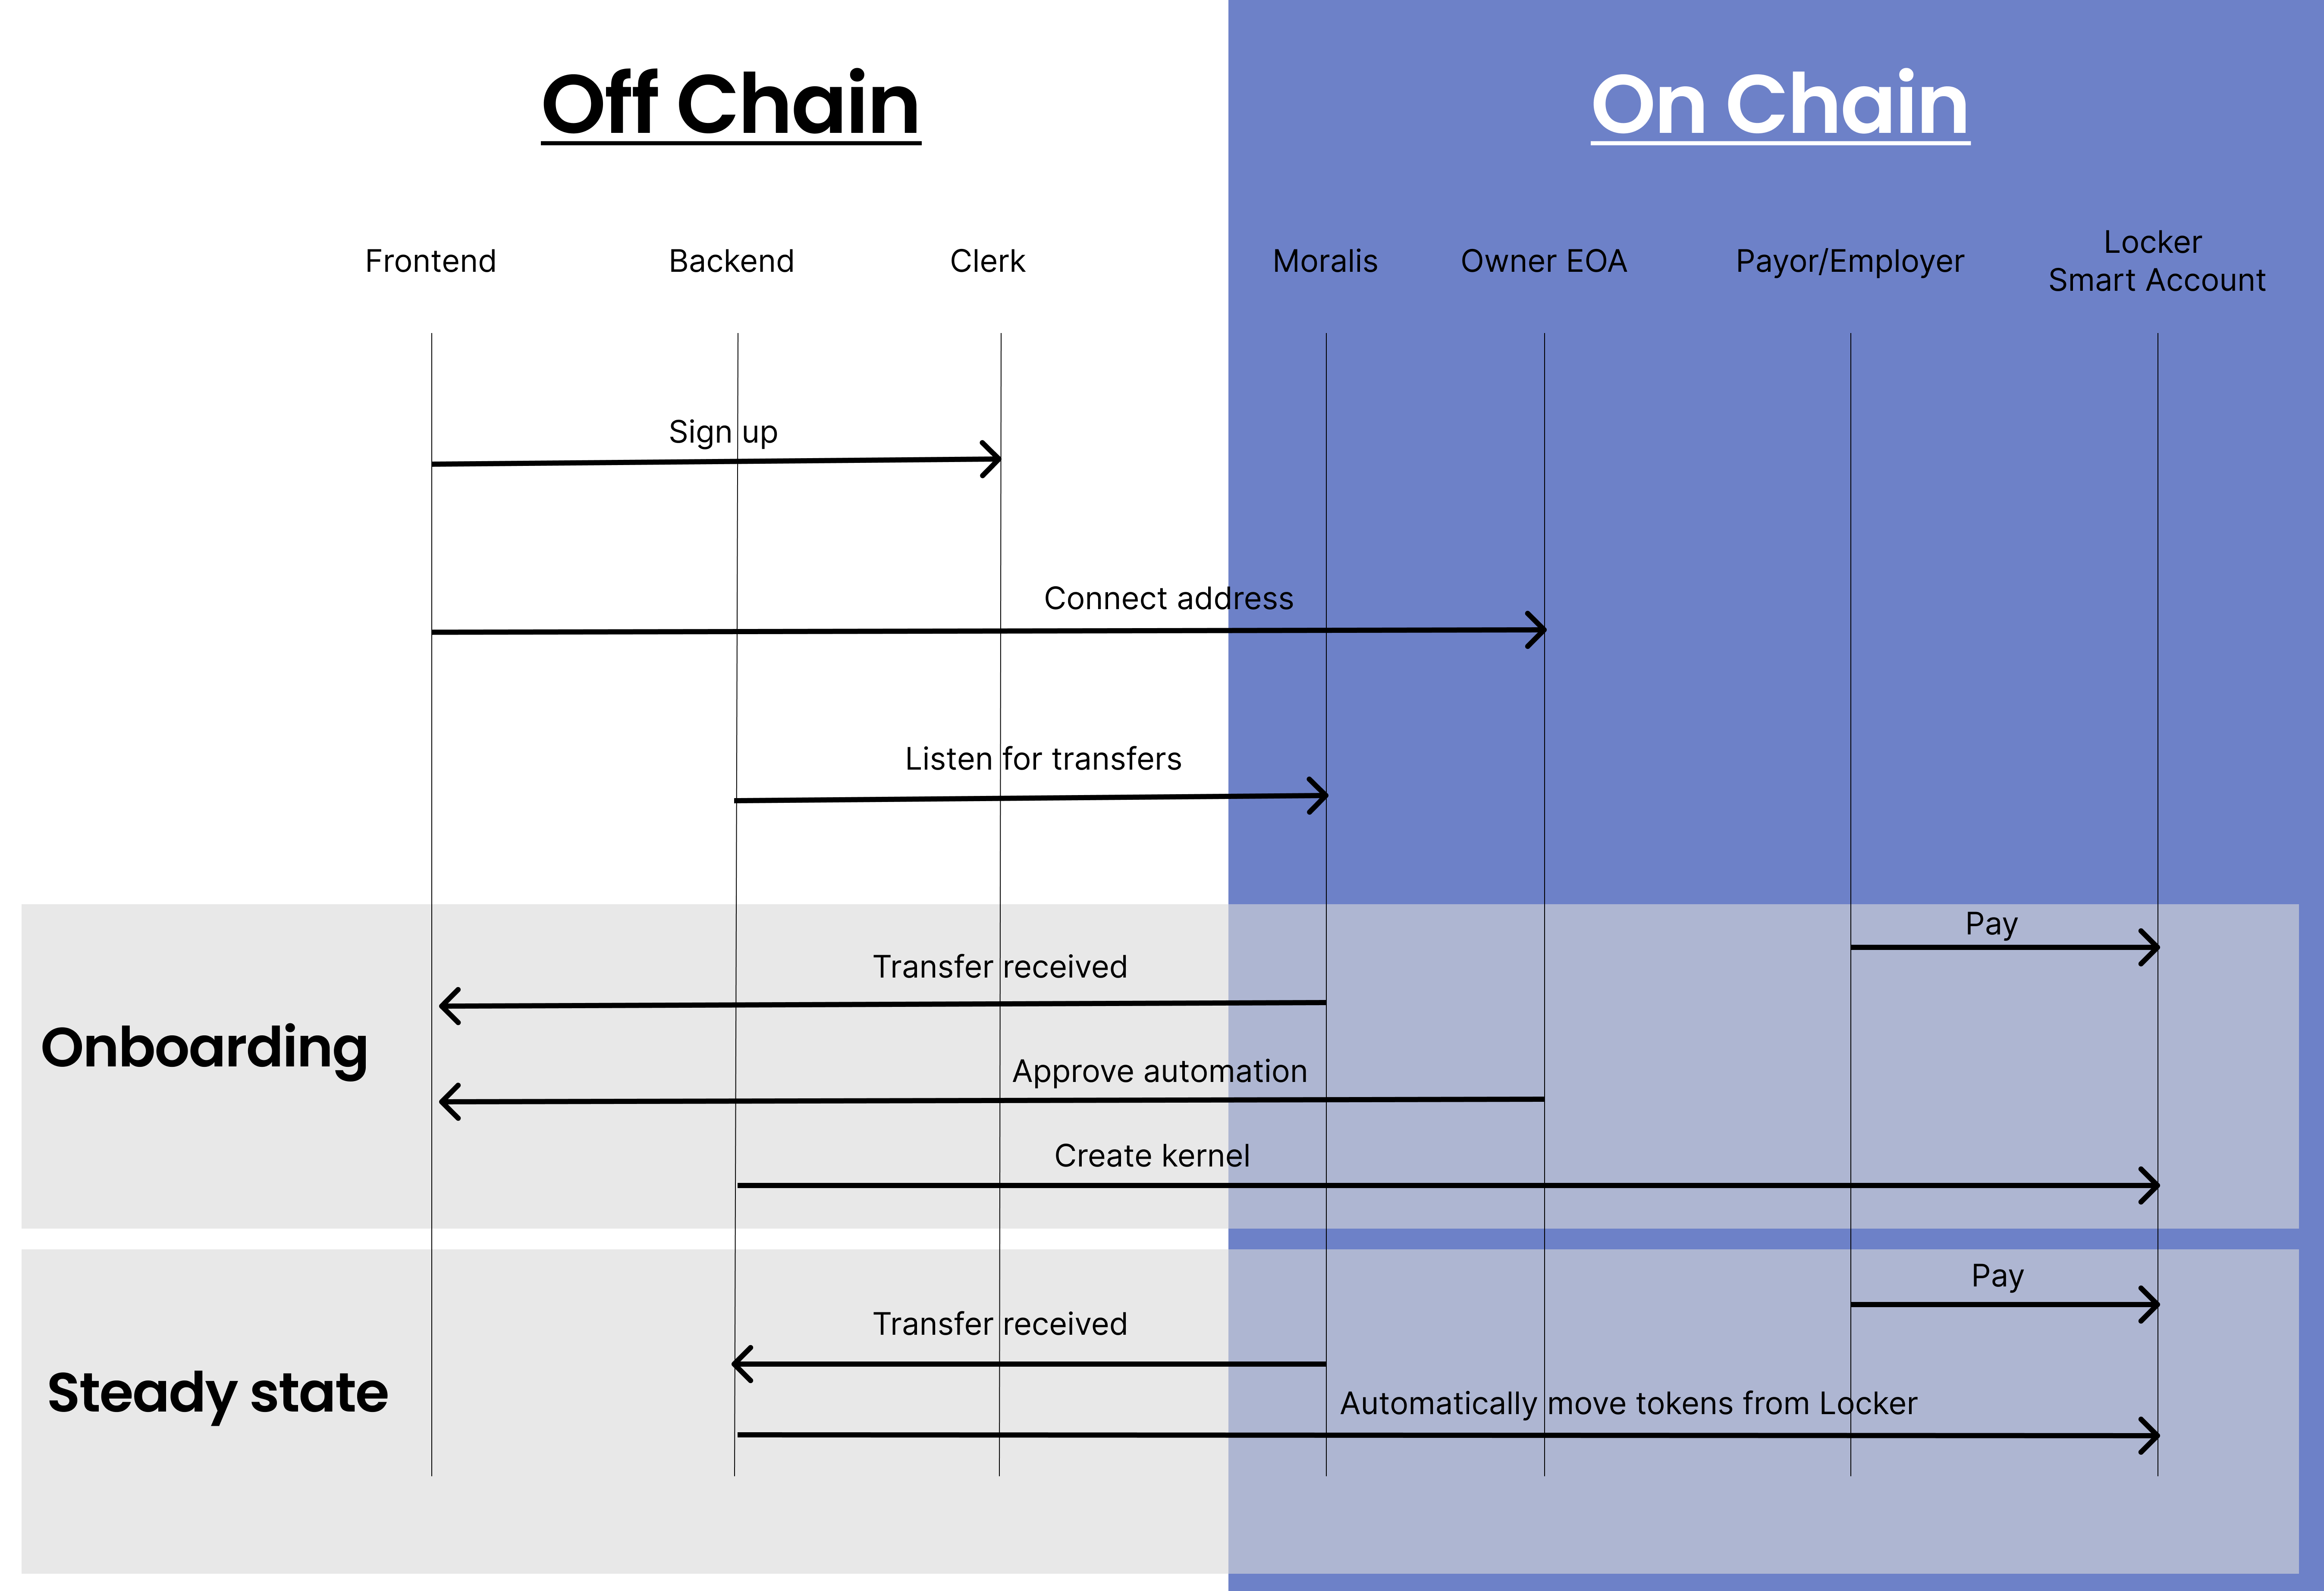 Off Chain
On Chain
Frontend
Backend
Clerk
Moralis
Owner EOA
Payor/Employer
Locker
Smart Account
Sign up
Connect address
Listen for transfers
Pay
Transfer received
Onboarding
Approve automation
Create kernel
Pay
Transfer received
Steady state
Automatically move tokens from Locker